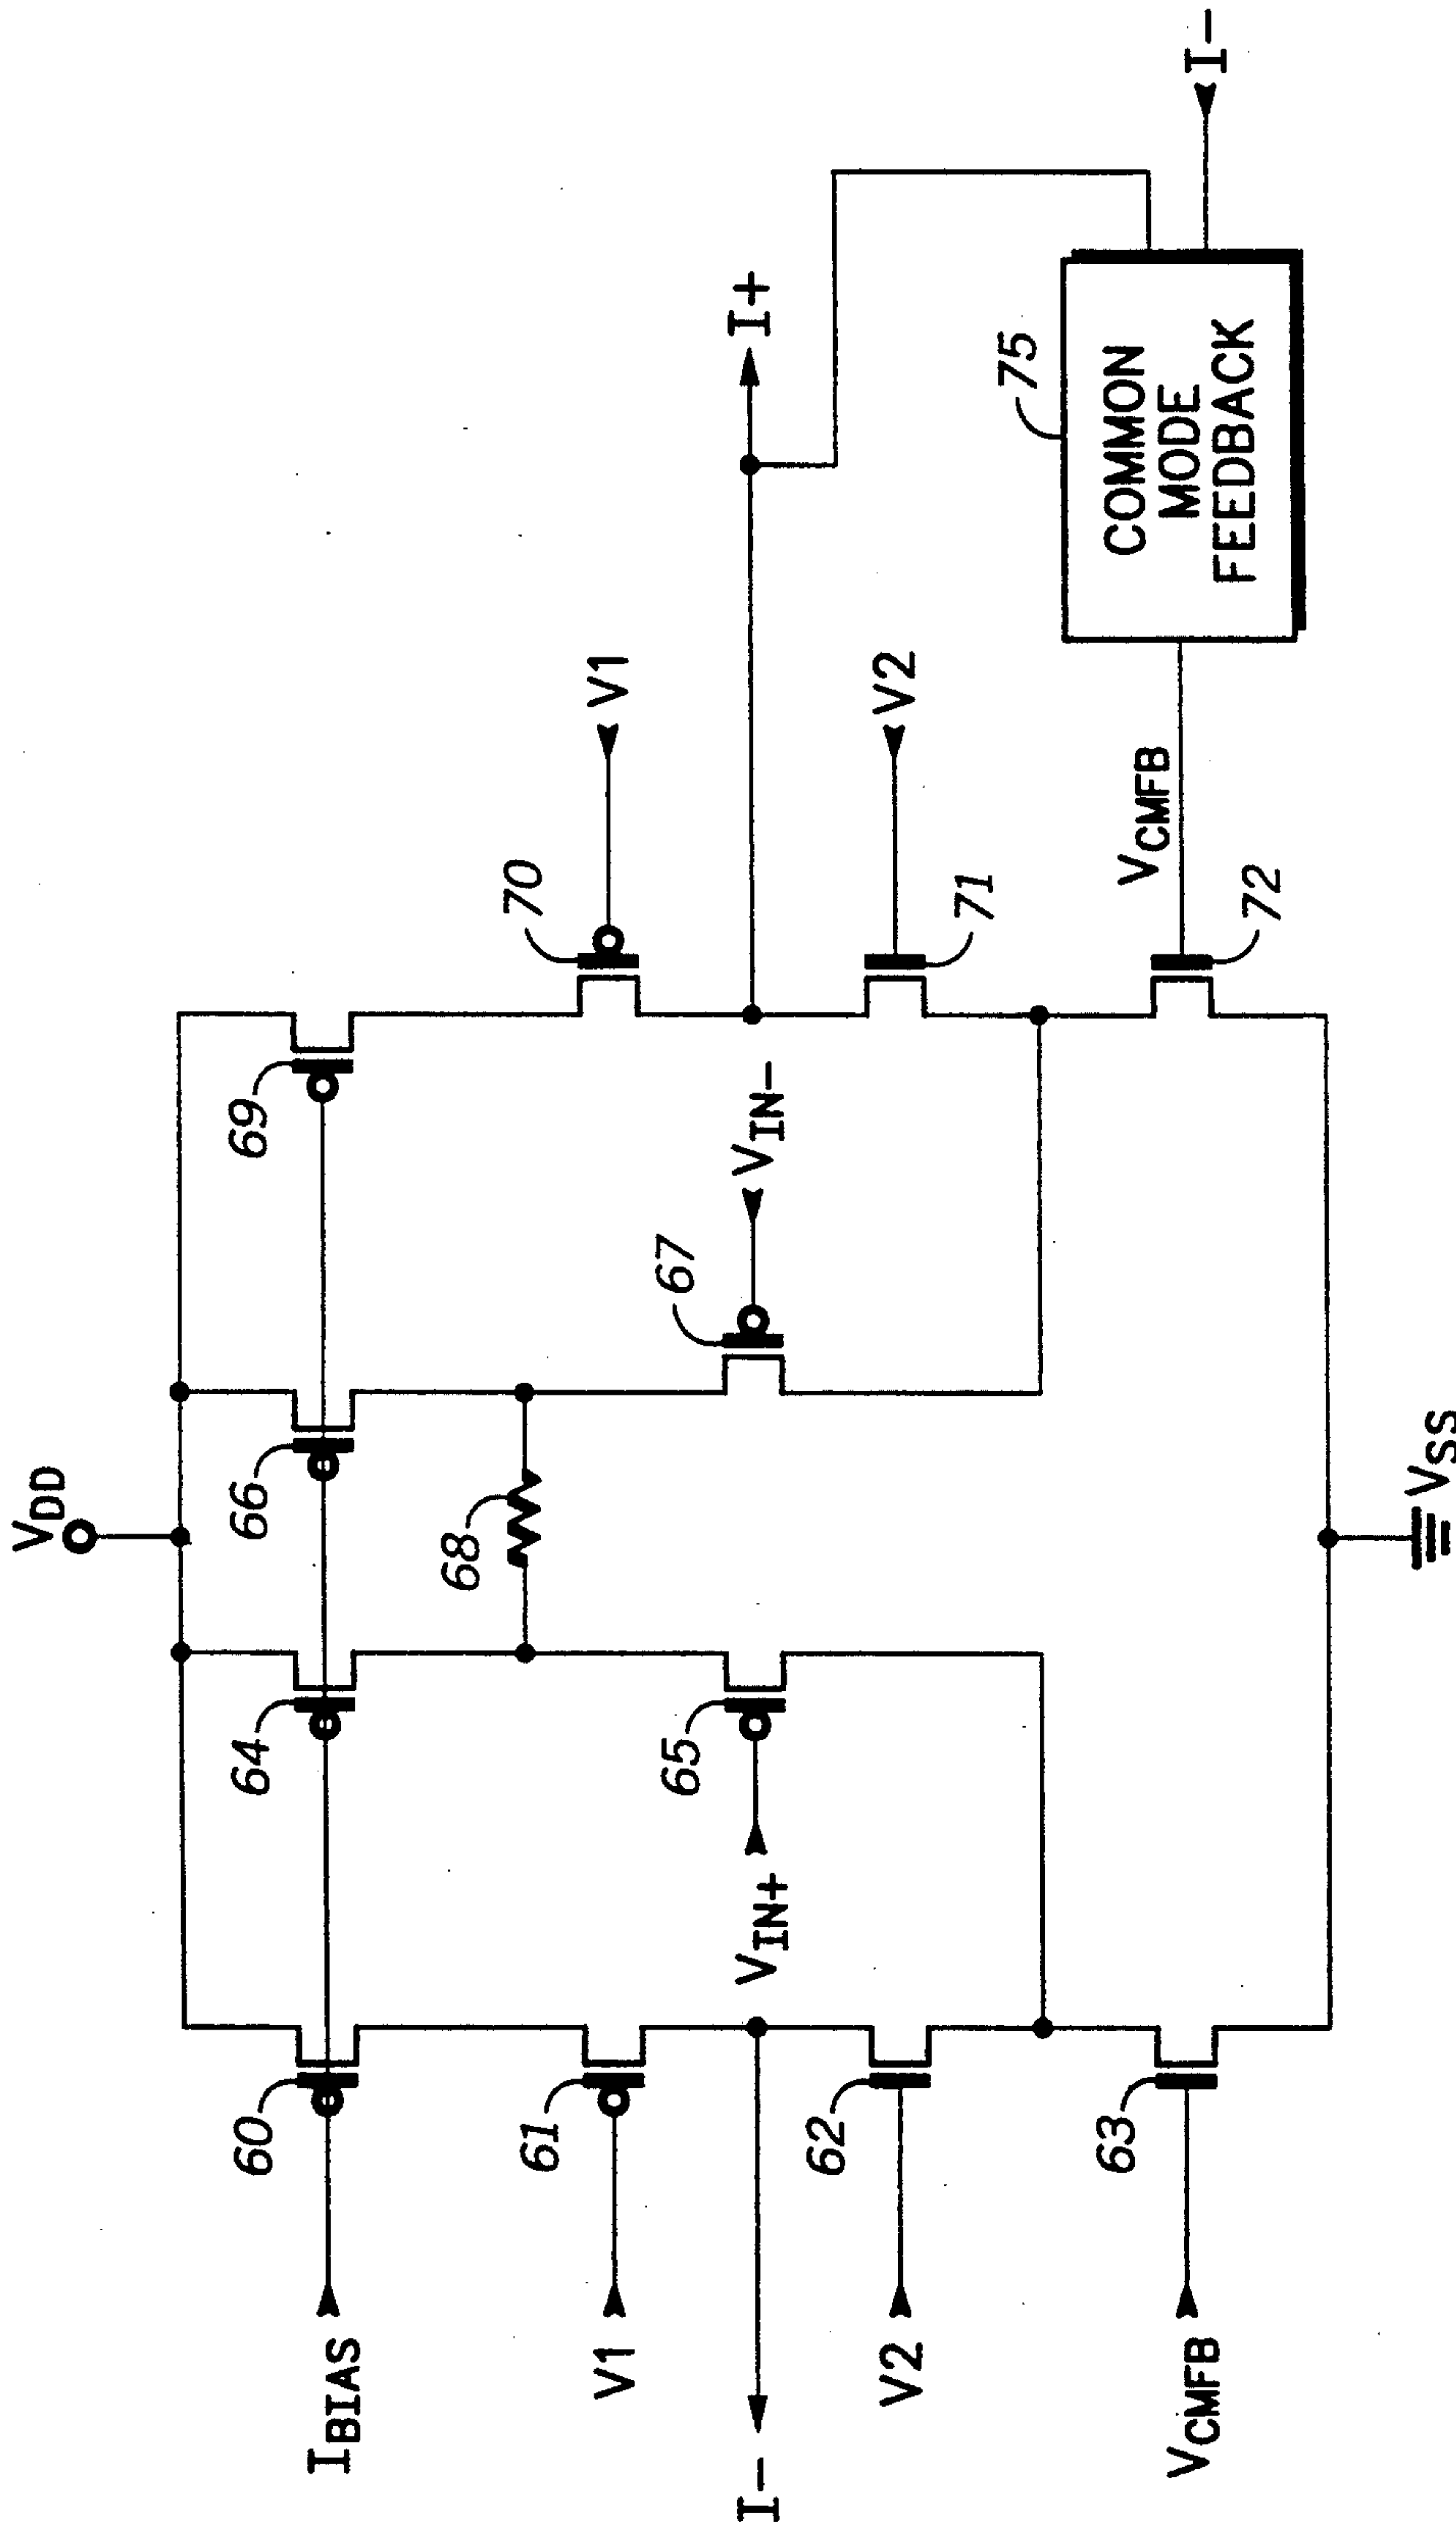 V_DD
60
64
66
69
I_BIAS
61
68
70
V1
V1
65
67
I-
V_IN+
V_IN-
I+
62
71
V2
V2
63
72
V_CMFB
V_CMFB
75
COMMON
MODE
FEEDBACK
I-
V_SS